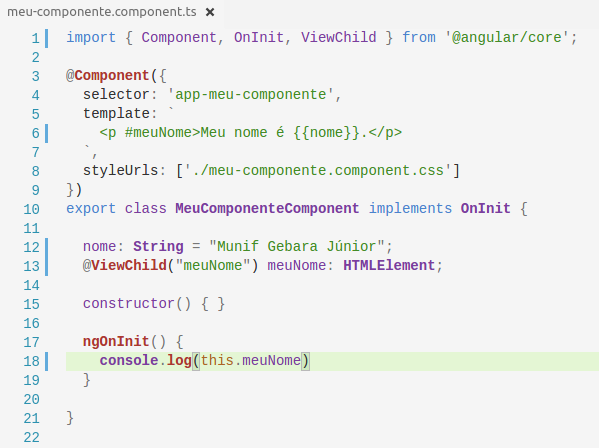 meu-componente.component.ts ×
1 import { Component, OnInit, ViewChild } from '@angular/core';
2
3 @Component({
4   selector: 'app-meu-componente',
5   template: `
6     <p #meuNome>Meu nome é {{nome}}.</p>
7   `,
8   styleUrls: ['./meu-componente.component.css']
9 })
10 export class MeuComponenteComponent implements OnInit {
11
12   nome: String = "Munif Gebara Júnior";
13   @ViewChild("meuNome") meuNome: HTMLElement;
14
15   constructor() { }
16
17   ngOnInit() {
18     console.log(this.meuNome)
19   }
20
21 }
22